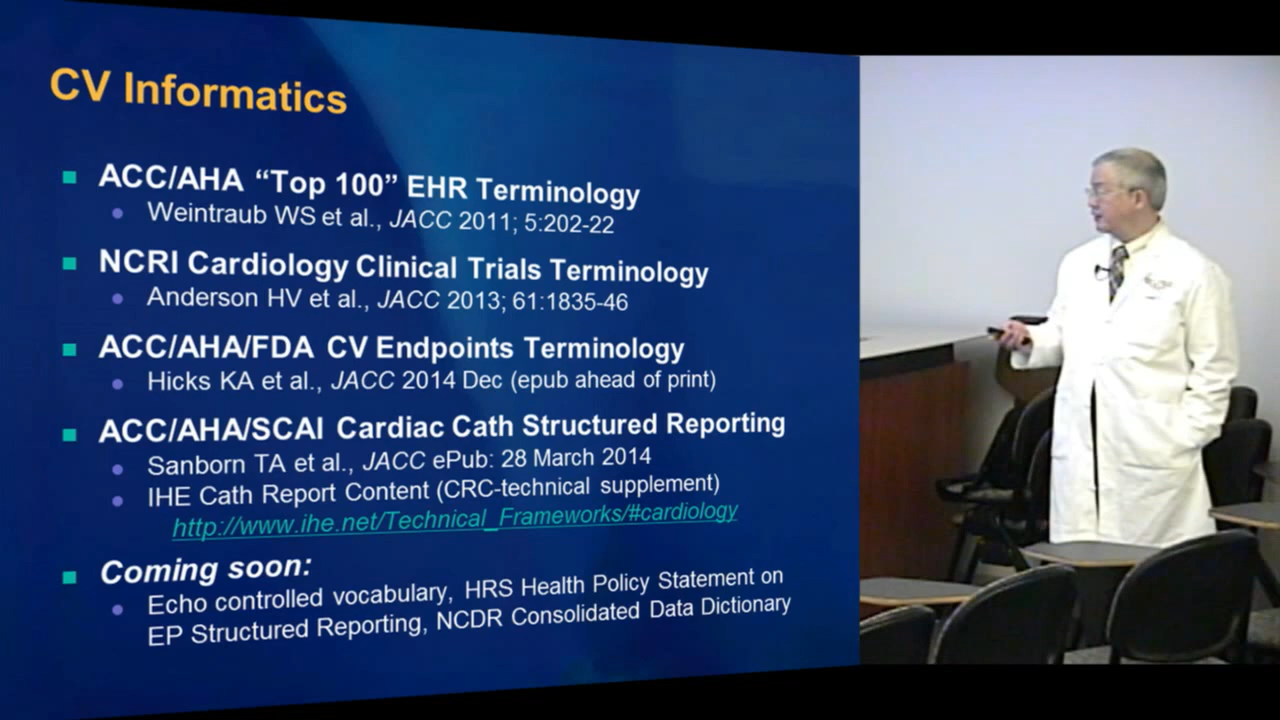 CV Informatics
ACC/AHA “Top 100” EHR Terminology
Weintraub WS et al., JACC 2011; 5:202-22
NCRI Cardiology Clinical Trials Terminology
Anderson HV et al., JACC 2013; 61:1835-46
ACC/AHA/FDA CV Endpoints Terminology
Hicks KA et al., JACC 2014 Dec (epub ahead of print)
ACC/AHA/SCAI Cardiac Cath Structured Reporting
Sanborn TA et al., JACC ePub: 28 March 2014
IHE Cath Report Content (CRC-technical supplement)
http://www.ihe.net/Technical_Frameworks/#cardiology
Coming soon:
Echo controlled vocabulary, HRS Health Policy Statement on
EP Structured Reporting, NCDR Consolidated Data Dictionary